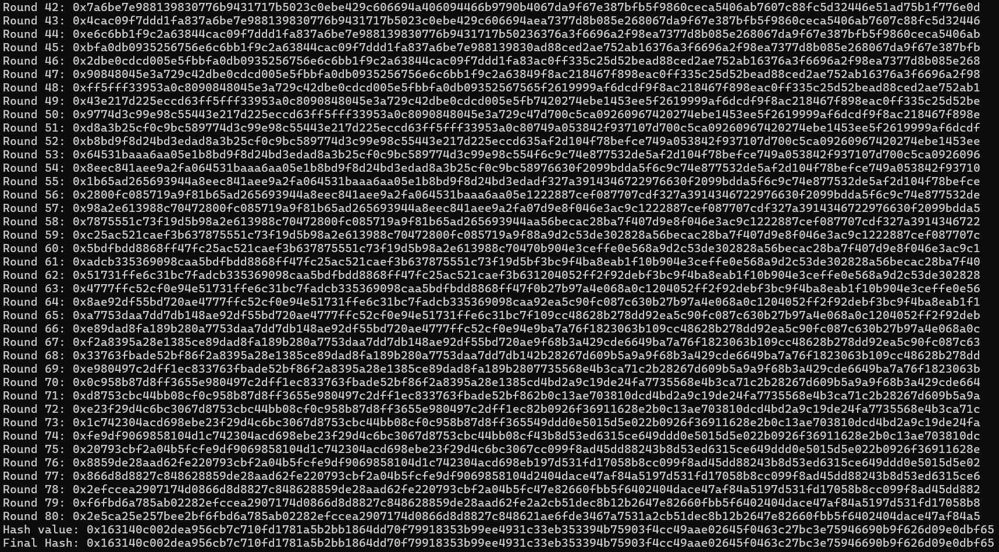 Round 42: 0x7a6be7e988139830776b9431717b5023c0ebe429c606694a406094466b9790b4067da9f67e387bfb5f9860ceca5406ab7607c88fc5d32446e51ad75b1f776e0d
Round 43: 0x4cac09f7ddd1fa837a6be7e988139830776b9431717b5023c0ebe429c606694aea7377d8b085e268067da9f67e387bfb5f9860ceca5406ab7607c88fc5d32446
Round 44: 0xe6c6bb1f9c2a63844cac09f7ddd1fa837a6be7e988139830776b9431717b50236376a3f6696a2f98ea7377d8b085e268067da9f67e387bfb5f9860ceca5406ab
Round 45: 0xbfa0db0935256756e6c6bb1f9c2a63844cac09f7ddd1fa837a6be7e988139830ad88ced2ae752ab16376a3f6696a2f98ea7377d8b085e268067da9f67e387bfb
Round 46: 0x2dbe0cdcd005e5fbbfa0db0935256756e6c6bb1f9c2a63844cac09f7ddd1fa83ac0ff335c25d52bead88ced2ae752ab16376a3f6696a2f98ea7377d8b085e268
Round 47: 0x90848045e3a729c42dbe0cdcd005e5fbbfa0db0935256756e6c6bb1f9c2a63849f8ac218467f898eac0ff335c25d52bead88ced2ae752ab16376a3f6696a2f98
Round 48: 0xff5fff33953a0c8090848045e3a729c42dbe0cdcd005e5fbbfa0db09352567565f2619999af6dcdf9f8ac218467f898eac0ff335c25d52bead88ced2ae752ab1
Round 49: 0x43e217d225eccd63ff5fff33953a0c8090848045e3a729c42dbe0cdcd005e5fb7420274ebe1453ee5f2619999af6dcdf9f8ac218467f898eac0ff335c25d52be
Round 50: 0x9774d3c99e98c55443e217d225eccd63ff5fff33953a0c8090848045e3a729c47d700c5ca09260967420274ebe1453ee5f2619999af6dcdf9f8ac218467f898e
Round 51: 0xd8a3b25cf0c9bc589774d3c99e98c55443e217d225eccd63ff5fff33953a0c80749a053842f937107d700c5ca09260967420274ebe1453ee5f2619999af6dcdf
Round 52: 0xb8bd9f8d24bd3edad8a3b25cf0c9bc589774d3c99e98c55443e217d225eccd635af2d104f78befce749a053842f937107d700c5ca09260967420274ebe1453ee
Round 53: 0x64531baaa6aa05e1b8bd9f8d24bd3edad8a3b25cf0c9bc589774d3c99e98c554f6c9c74e877532de5af2d104f78befce749a053842f937107d700c5ca0926096
Round 54: 0x8eec841aee9a2fa064531baaa6aa05e1b8bd9f8d24bd3edad8a3b25cf0c9bc58976630f2099bdda5f6c9c74e877532de5af2d104f78befce749a053842f93710
Round 55: 0x1b65ad265693944a8eec841aee9a2fa064531baaa6aa05e1b8bd9f8d24bd3edadf327a3914346722976630f2099bdda5f6c9c74e877532de5af2d104f78befce
Round 56: 0x2800fc085719a9f81b65ad265693944a8eec841aee9a2fa064531baaa6aa05e1222887cef087707cdf327a3914346722976630f2099bdda5f6c9c74e877532de
Round 57: 0x98a2e613988c70472800fc085719a9f81b65ad265693944a8eec841aee9a2fa07d9e8f046e3ac9c1222887cef087707cdf327a3914346722976630f2099bdda5
Round 58: 0x7875551c73f19d5b98a2e613988c70472800fc085719a9f81b65ad265693944aa56becac28ba7f407d9e8f046e3ac9c1222887cef087707cdf327a3914346722
Round 59: 0xc25ac521caef3b637875551c73f19d5b98a2e613988c70472800fc085719a9f88a9d2c53de302828a56becac28ba7f407d9e8f046e3ac9c1222887cef087707c
Round 60: 0x5bdfbdd8868ff47fc25ac521caef3b637875551c73f19d5b98a2e613988c70470b904e3ceffe0e568a9d2c53de302828a56becac28ba7f407d9e8f046e3ac9c1
Round 61: 0xadcb335369098caa5bdfbdd8868ff47fc25ac521caef3b637875551c73f19d5bf3bc9f4ba8eab1f10b904e3ceffe0e568a9d2c53de302828a56becac28ba7f40
Round 62: 0x51731ffe6c31bc7fadcb335369098caa5bdfbdd8868ff47fc25ac521caef3b631204052ff2f92debf3bc9f4ba8eab1f10b904e3ceffe0e568a9d2c53de302828
Round 63: 0x4777ffc52cf0e94e51731ffe6c31bc7fadcb335369098caa5bdfbdd8868ff47f0b27b97a4e068a0c1204052ff2f92debf3bc9f4ba8eab1f10b904e3ceffe0e56
Round 64: 0x8ae92df55bd720ae4777ffc52cf0e94e51731ffe6c31bc7fadcb335369098caa92ea5c90fc087c630b27b97a4e068a0c1204052ff2f92debf3bc9f4ba8eab1f1
Round 65: 0xa7753daa7dd7db148ae92df55bd720ae4777ffc52cf0e94e51731ffe6c31bc7f109cc48628b278dd92ea5c90fc087c630b27b97a4e068a0c1204052ff2f92deb
Round 66: 0xe89dad8fa189b280a7753daa7dd7db148ae92df55bd720ae4777ffc52cf0e94e9ba7a76f1823063b109cc48628b278dd92ea5c90fc087c630b27b97a4e068a0c
Round 67: 0xf2a8395a28e1385ce89dad8fa189b280a7753daa7dd7db148ae92df55bd720ae9f68b3a429cde6649ba7a76f1823063b109cc48628b278dd92ea5c90fc087c63
Round 68: 0x33763fbade52bf86f2a8395a28e1385ce89dad8fa189b280a7753daa7dd7db142b28267d609b5a9a9f68b3a429cde6649ba7a76f1823063b109cc48628b278dd
Round 69: 0xe980497c2dff1ec833763fbade52bf86f2a8395a28e1385ce89dad8fa189b2807735568e4b3ca71c2b28267d609b5a9a9f68b3a429cde6649ba7a76f1823063b
Round 70: 0x0c958b87d8ff3655e980497c2dff1ec833763fbade52bf86f2a8395a28e1385cd4bd2a9c19de24fa7735568e4b3ca71c2b28267d609b5a9a9f68b3a429cde664
Round 71: 0xd8753cbc44bb08cf0c958b87d8ff3655e980497c2dff1ec833763fbade52bf862b0c13ae703810dcd4bd2a9c19de24fa7735568e4b3ca71c2b28267d609b5a9a
Round 72: 0xe23f29d4c6bc3067d8753cbc44bb08cf0c958b87d8ff3655e980497c2dff1ec82b0926f36911628e2b0c13ae703810dcd4bd2a9c19de24fa7735568e4b3ca71c
Round 73: 0x1c742304acd698ebe23f29d4c6bc3067d8753cbc44bb08cf0c958b87d8ff365549ddd0e5015d5e022b0926f36911628e2b0c13ae703810dcd4bd2a9c19de24fa
Round 74: 0xfe9df9069858104d1c742304acd698ebe23f29d4c6bc3067d8753cbc44bb08cf43b8d53ed6315ce649ddd0e5015d5e022b0926f36911628e2b0c13ae703810dc
Round 75: 0x20793cbf2a04b5fcfe9df9069858104d1c742304acd698ebe23f29d4c6bc3067cc099f8ad45dd88243b8d53ed6315ce649ddd0e5015d5e022b0926f36911628e
Round 76: 0x8859de28aad62fe220793cbf2a04b5fcfe9df9069858104d1c742304acd698eb197d531fd17058b8cc099f8ad45dd88243b8d53ed6315ce649ddd0e5015d5e02
Round 77: 0x866d8d8827c848628859de28aad62fe220793cbf2a04b5fcfe9df9069858104d2404dace47af84a5197d531fd17058b8cc099f8ad45dd88243b8d53ed6315ce6
Round 78: 0x2efccea2907174d0866d8d8827c848628859de28aad62fe220793cbf2a04b5fc47e82660fbb5f6402404dace47af84a5197d531fd17058b8cc099f8ad45dd882
Round 79: 0xf6fbd6a785ab02282efccea2907174d0866d8d8827c848628859de28aad62fe2a2cb51dec8b12b2647e82660fbb5f6402404dace47af84a5197d531fd17058b8
Round 80: 0x2e5ca25e257bee2bf6fbd6a785ab02282efccea2907174d0866d8d8827c848621ae6fde3467a7531a2cb51dec8b12b2647e82660fbb5f6402404dace47af84a5
Hash value: 0x163140c002dea956cb7c710fd1781a5b2bb1864dd70f79918353b99ee4931c33eb353394b75903f4cc49aae02645f0463c27bc3e75946690b9f626d09e0dbf65
Final Hash: 0x163140c002dea956cb7c710fd1781a5b2bb1864dd70f79918353b99ee4931c33eb353394b75903f4cc49aae02645f0463c27bc3e75946690b9f626d09e0dbf65